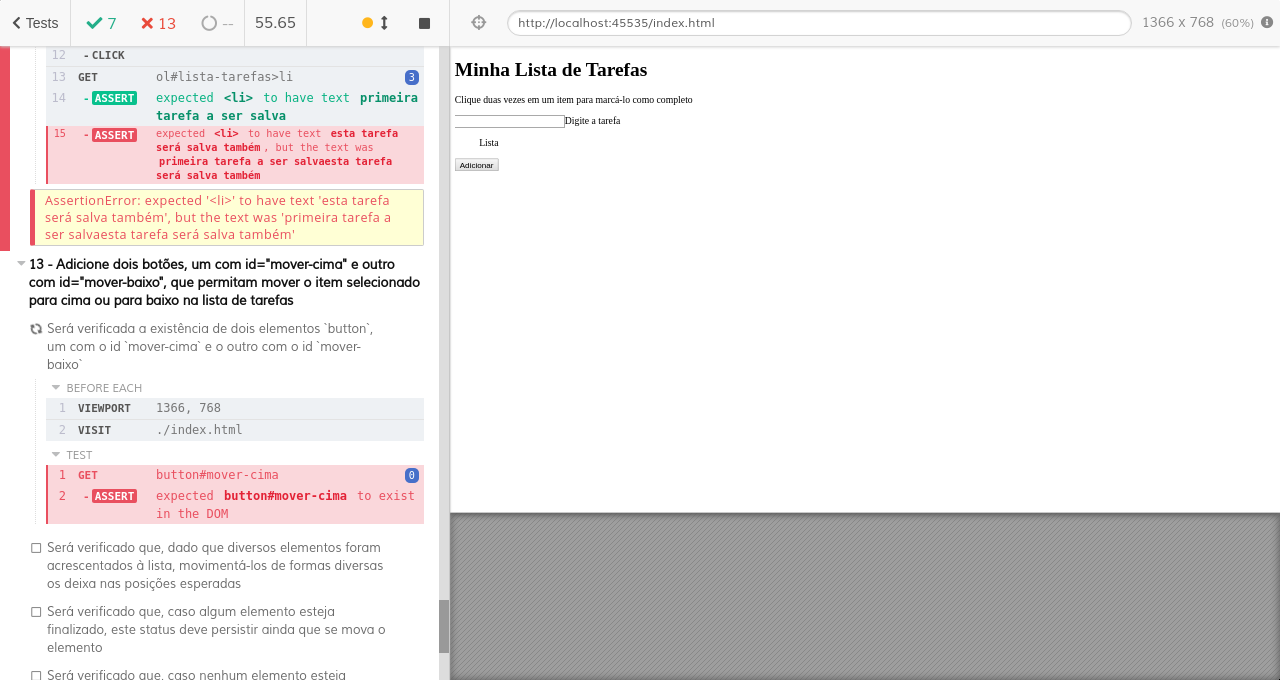 Tests
7
13
--
55.65
http://localhost:45535/index.html
1366 x 768 (60%)
12 - CLICK
13 GET ol#lista-tarefas>li 3
14 - ASSERT expected <li> to have text primeira
tarefa a ser salva
15 - ASSERT expected <li> to have text esta tarefa
será salva também , but the text was
primeira tarefa a ser salvaesta tarefa
será salva também
AssertionError: expected '<li>' to have text 'esta tarefa
será salva também', but the text was 'primeira tarefa a
ser salvaesta tarefa será salva também'
13 - Adicione dois botões, um com id="mover-cima" e outro
com id="mover-baixo", que permitam mover o item selecionado
para cima ou para baixo na lista de tarefas
Será verificada a existência de dois elementos `button`,
um com o id `mover-cima` e o outro com o id `mover-
baixo`
BEFORE EACH
1 VIEWPORT 1366, 768
2 VISIT ./index.html
TEST
1 GET button#mover-cima 0
2 - ASSERT expected button#mover-cima to exist
in the DOM
Será verificado que, dado que diversos elementos foram
acrescentados à lista, movimentá-los de formas diversas
os deixa nas posições esperadas
Será verificado que, caso algum elemento esteja
finalizado, este status deve persistir ainda que se mova o
elemento
Será verificado que, caso nenhum elemento esteja
Minha Lista de Tarefas
Clique duas vezes em um item para marcá-lo como completo
Digite a tarefa
Lista
Adicionar